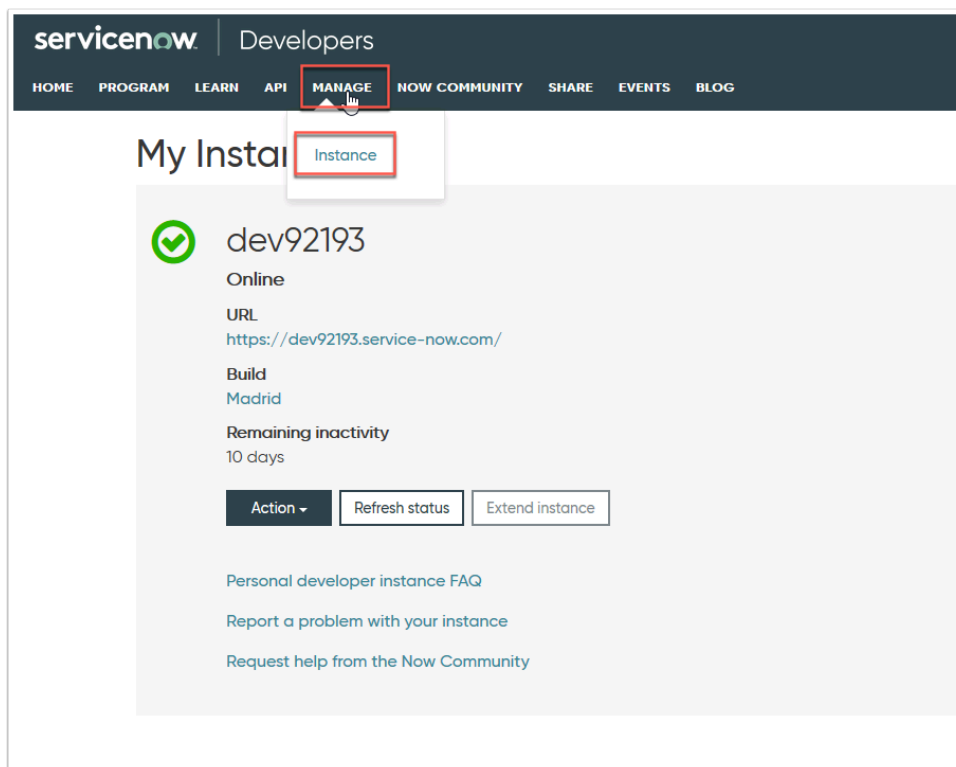 servicenow Developers
HOME PROGRAM LEARN API MANAGE NOW COMMUNITY SHARE EVENTS BLOG
Instance
My Instan
dev92193
Online
URL
https://dev92193.service-now.com/
Build
Madrid
Remaining inactivity
10 days
Action Refresh status Extend instance
Personal developer instance FAQ
Report a problem with your instance
Request help from the Now Community